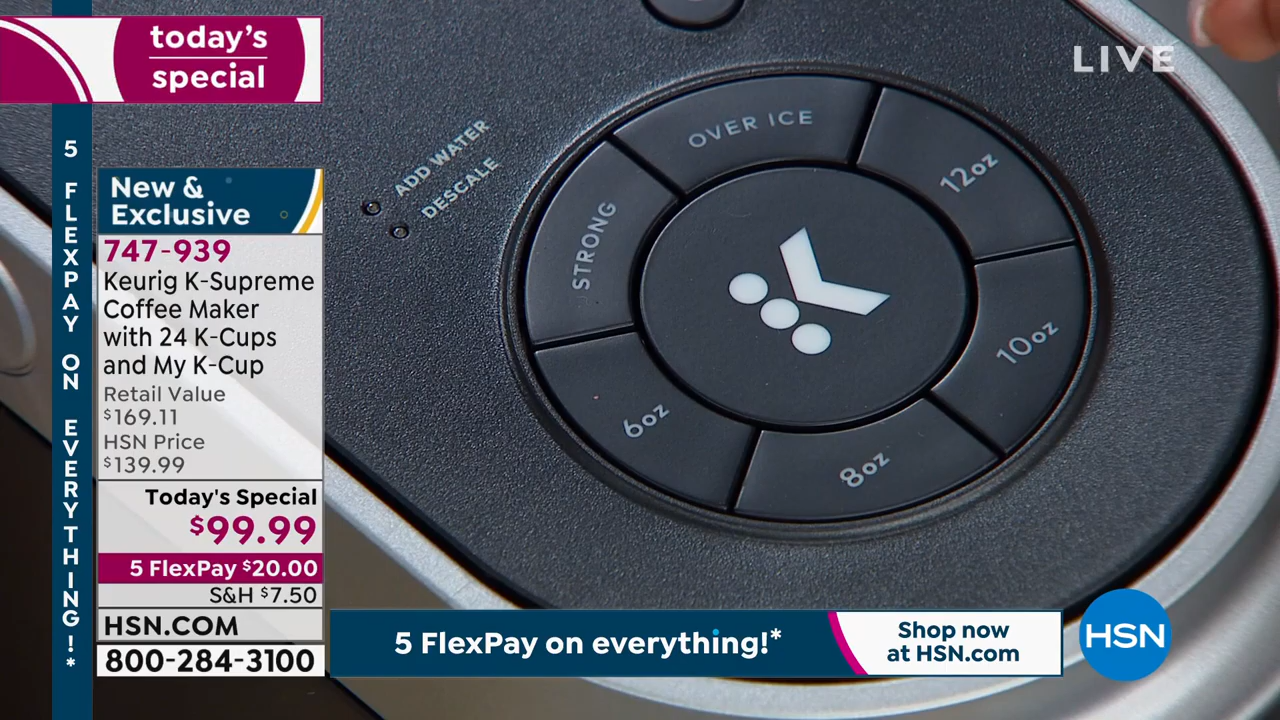 today's
special
LIVE
5 FLEXPAY ON EVERYTHING!*
New &
Exclusive
747-939
Keurig K-Supreme
Coffee Maker
with 24 K-Cups
and My K-Cup
Retail Value
$169.11
HSN Price
$139.99
Today's Special
$99.99
5 FlexPay $20.00
S&H $7.50
HSN.COM
800-284-3100
ADD WATER
DESCALE
OVER ICE
STRONG
12oz
10oz
6oz
8oz
K
5 FlexPay on everything!*
Shop now
at HSN.com
HSN